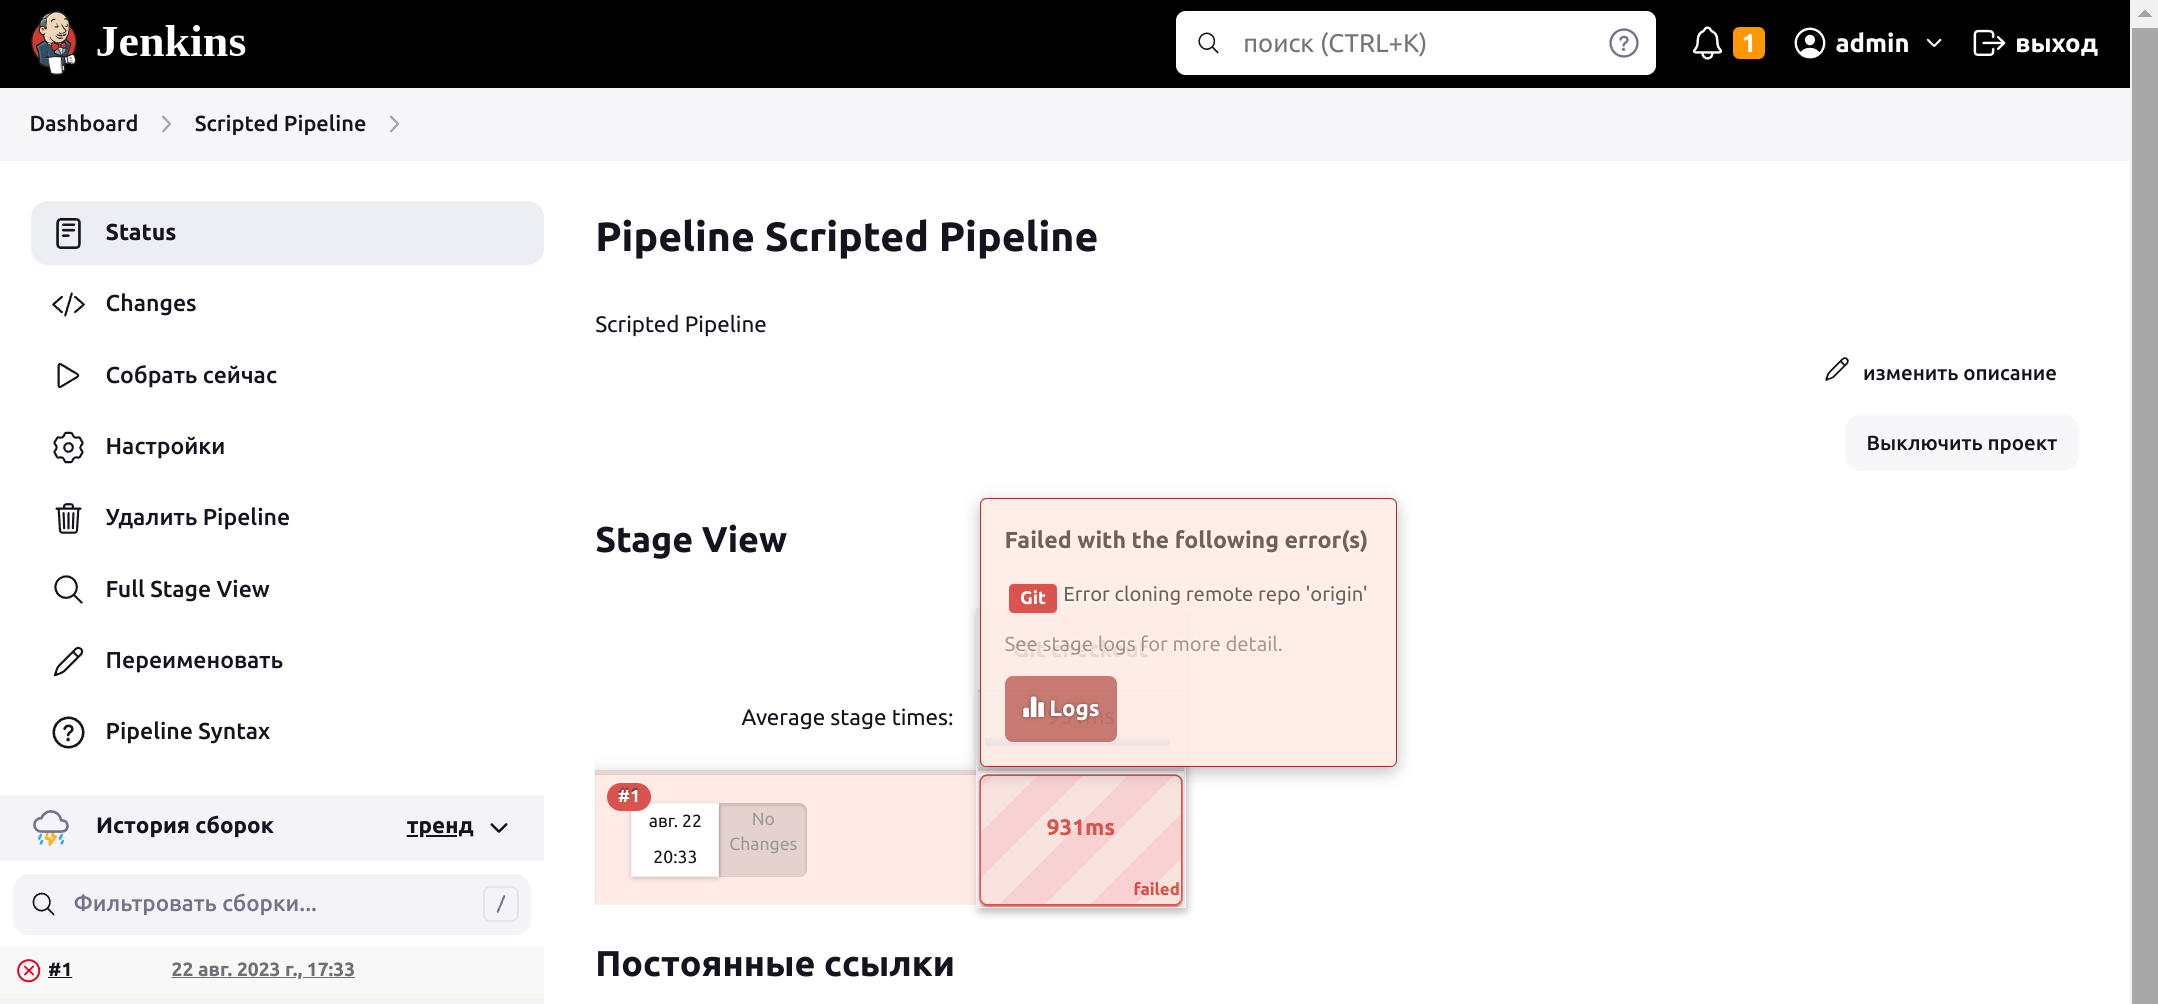 Jenkins
поиск (CTRL+K)
1
admin
выход
Dashboard
Scripted Pipeline
Status
Changes
Собрать сейчас
Настройки
Удалить Pipeline
Full Stage View
Переименовать
Pipeline Syntax
История сборок
тренд
Фильтровать сборки...
/
#1
22 авг. 2023 г., 17:33
Pipeline Scripted Pipeline
Scripted Pipeline
изменить описание
Выключить проект
Stage View
Failed with the following error(s)
Git Error cloning remote repo 'origin'
See stage logs for more detail.
Git checkout
Logs
Average stage times:
931ms
#1
авг. 22
20:33
No
Changes
931ms
failed
Постоянные ссылки